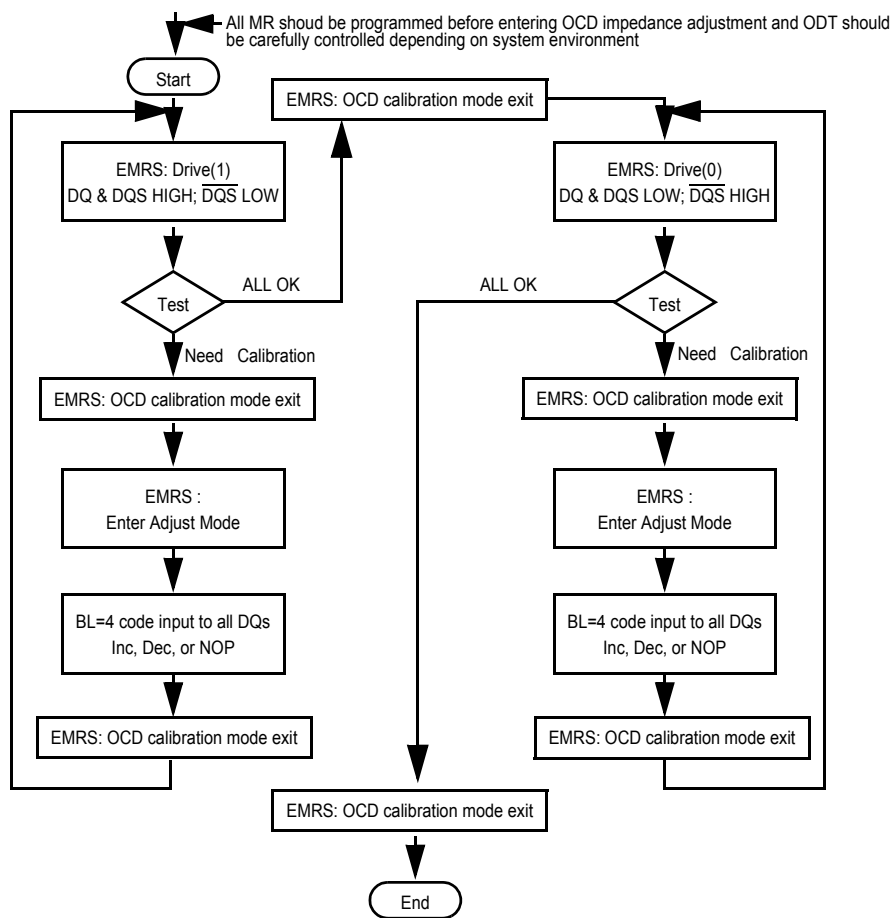 All MR shoud be programmed before entering OCD impedance adjustment and ODT should
be carefully controlled depending on system environment
Start
EMRS: OCD calibration mode exit
EMRS: Drive(1)
DQ & DQS HIGH; D̅Q̅S̅ LOW
Test
ALL OK
Need Calibration
EMRS: OCD calibration mode exit
EMRS :
Enter Adjust Mode
BL=4 code input to all DQs
Inc, Dec, or NOP
EMRS: OCD calibration mode exit
EMRS: Drive(0)
DQ & DQS LOW; D̅Q̅S̅ HIGH
Test
ALL OK
Need Calibration
EMRS: OCD calibration mode exit
EMRS :
Enter Adjust Mode
BL=4 code input to all DQs
Inc, Dec, or NOP
EMRS: OCD calibration mode exit
EMRS: OCD calibration mode exit
End